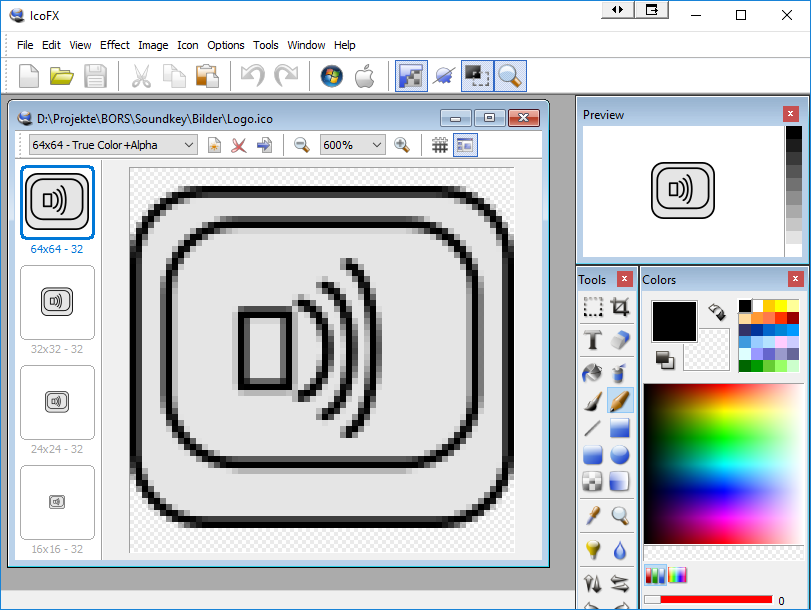 IcoFX
File Edit View Effect Image Icon Options Tools Window Help
D:\Projekte\BORS\Soundkey\Bilder\Logo.ico
64x64 - True Color+Alpha
600%
64x64 - 32
32x32 - 32
24x24 - 32
16x16 - 32
Preview
Tools
Colors
0